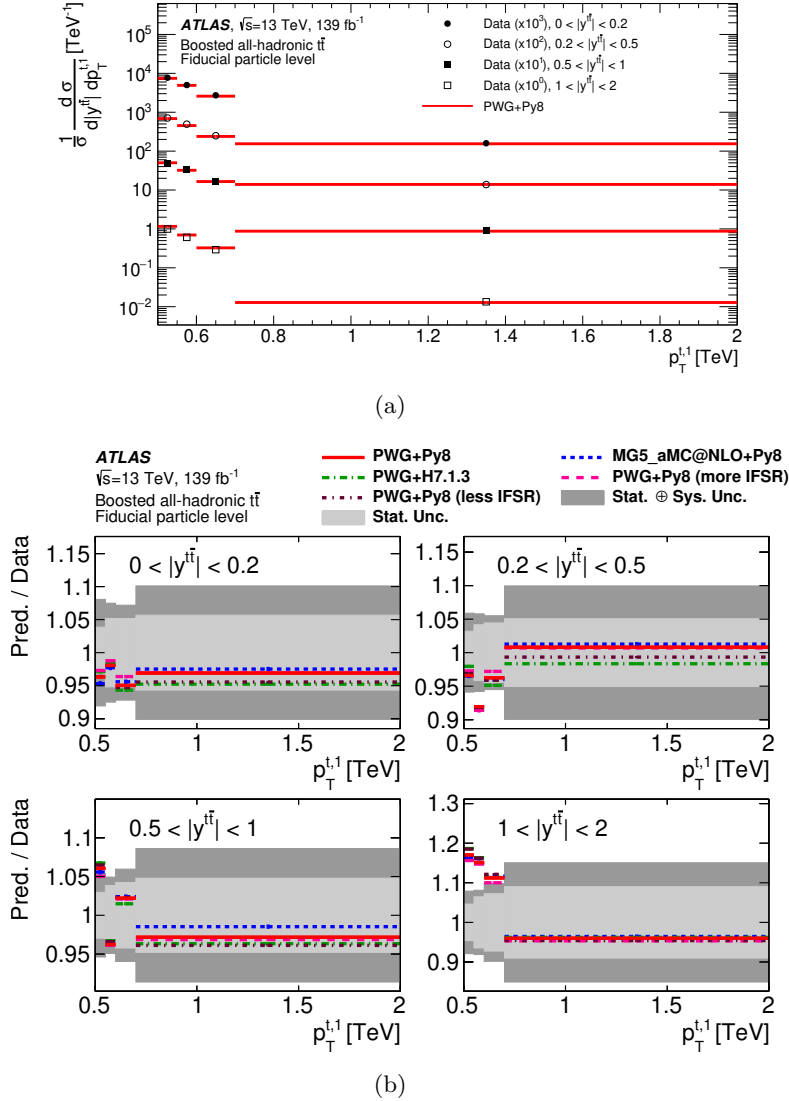 ATLAS, √s=13 TeV, 139 fb⁻¹
Boosted all-hadronic tt̄
Fiducial particle level
Data (x10³), 0 < |y^{tt̄}| < 0.2
Data (x10²), 0.2 < |y^{tt̄}| < 0.5
Data (x10¹), 0.5 < |y^{tt̄}| < 1
Data (x10⁰), 1 < |y^{tt̄}| < 2
PWG+Py8
1/σ d σ / d|y^{tt̄}| dp_T^{t,1} [TeV⁻¹]
10⁵
10⁴
10³
10²
10
1
10⁻¹
10⁻²
0.6 0.8 1 1.2 1.4 1.6 1.8 2
p_T^{t,1} [TeV]
(a)
ATLAS
√s=13 TeV, 139 fb⁻¹
Boosted all-hadronic tt̄
Fiducial particle level
PWG+Py8
PWG+H7.1.3
PWG+Py8 (less IFSR)
Stat. Unc.
MG5_aMC@NLO+Py8
PWG+Py8 (more IFSR)
Stat. ⊕ Sys. Unc.
Pred. / Data
0 < |y^{tt̄}| < 0.2
1.15
1.1
1.05
1
0.95
0.9
0.5 1 1.5 2
p_T^{t,1} [TeV]
0.2 < |y^{tt̄}| < 0.5
1.15
1.1
1.05
1
0.95
0.9
0.5 1 1.5 2
p_T^{t,1} [TeV]
Pred. / Data
0.5 < |y^{tt̄}| < 1
1.1
1.05
1
0.95
0.5 1 1.5 2
p_T^{t,1} [TeV]
1 < |y^{tt̄}| < 2
1.3
1.2
1.1
1
0.9
0.5 1 1.5 2
p_T^{t,1} [TeV]
(b)